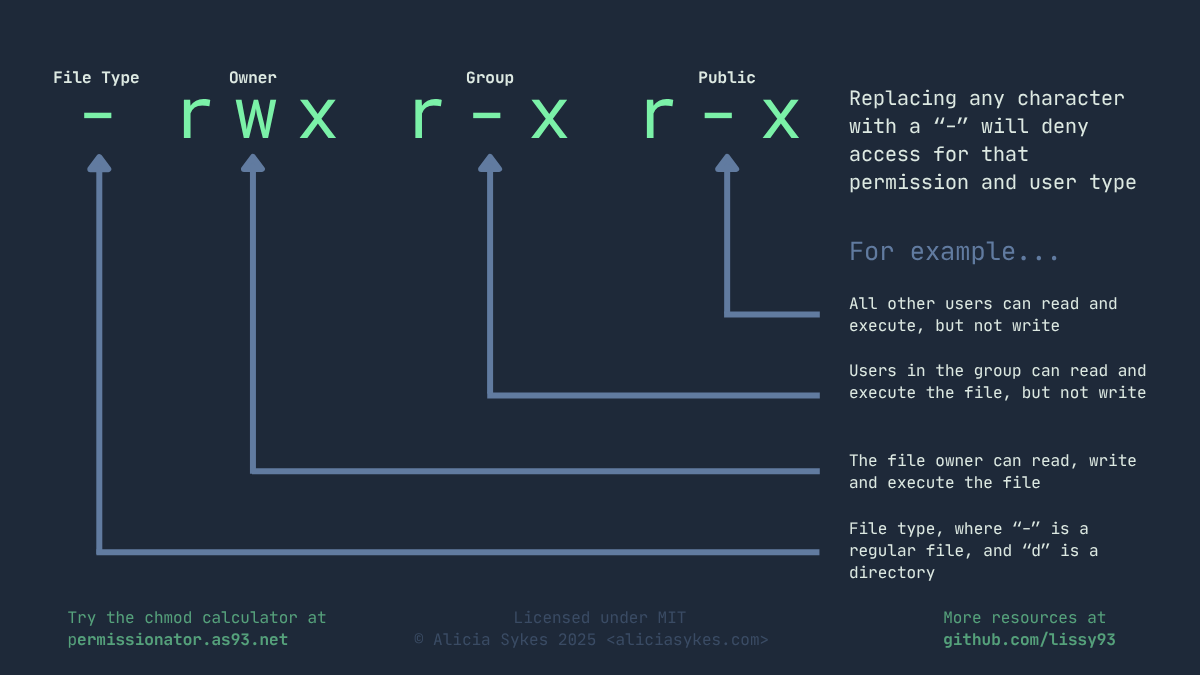 File Type Owner Group Public
- rwx r-x r-x
Replacing any character
with a “-” will deny
access for that
permission and user type
For example...
All other users can read and
execute, but not write
Users in the group can read and
execute the file, but not write
The file owner can read, write
and execute the file
File type, where “-” is a
regular file, and “d” is a
directory
Try the chmod calculator at
permissionator.as93.net
Licensed under MIT
© Alicia Sykes 2025 <aliciasykes.com>
More resources at
github.com/lissy93